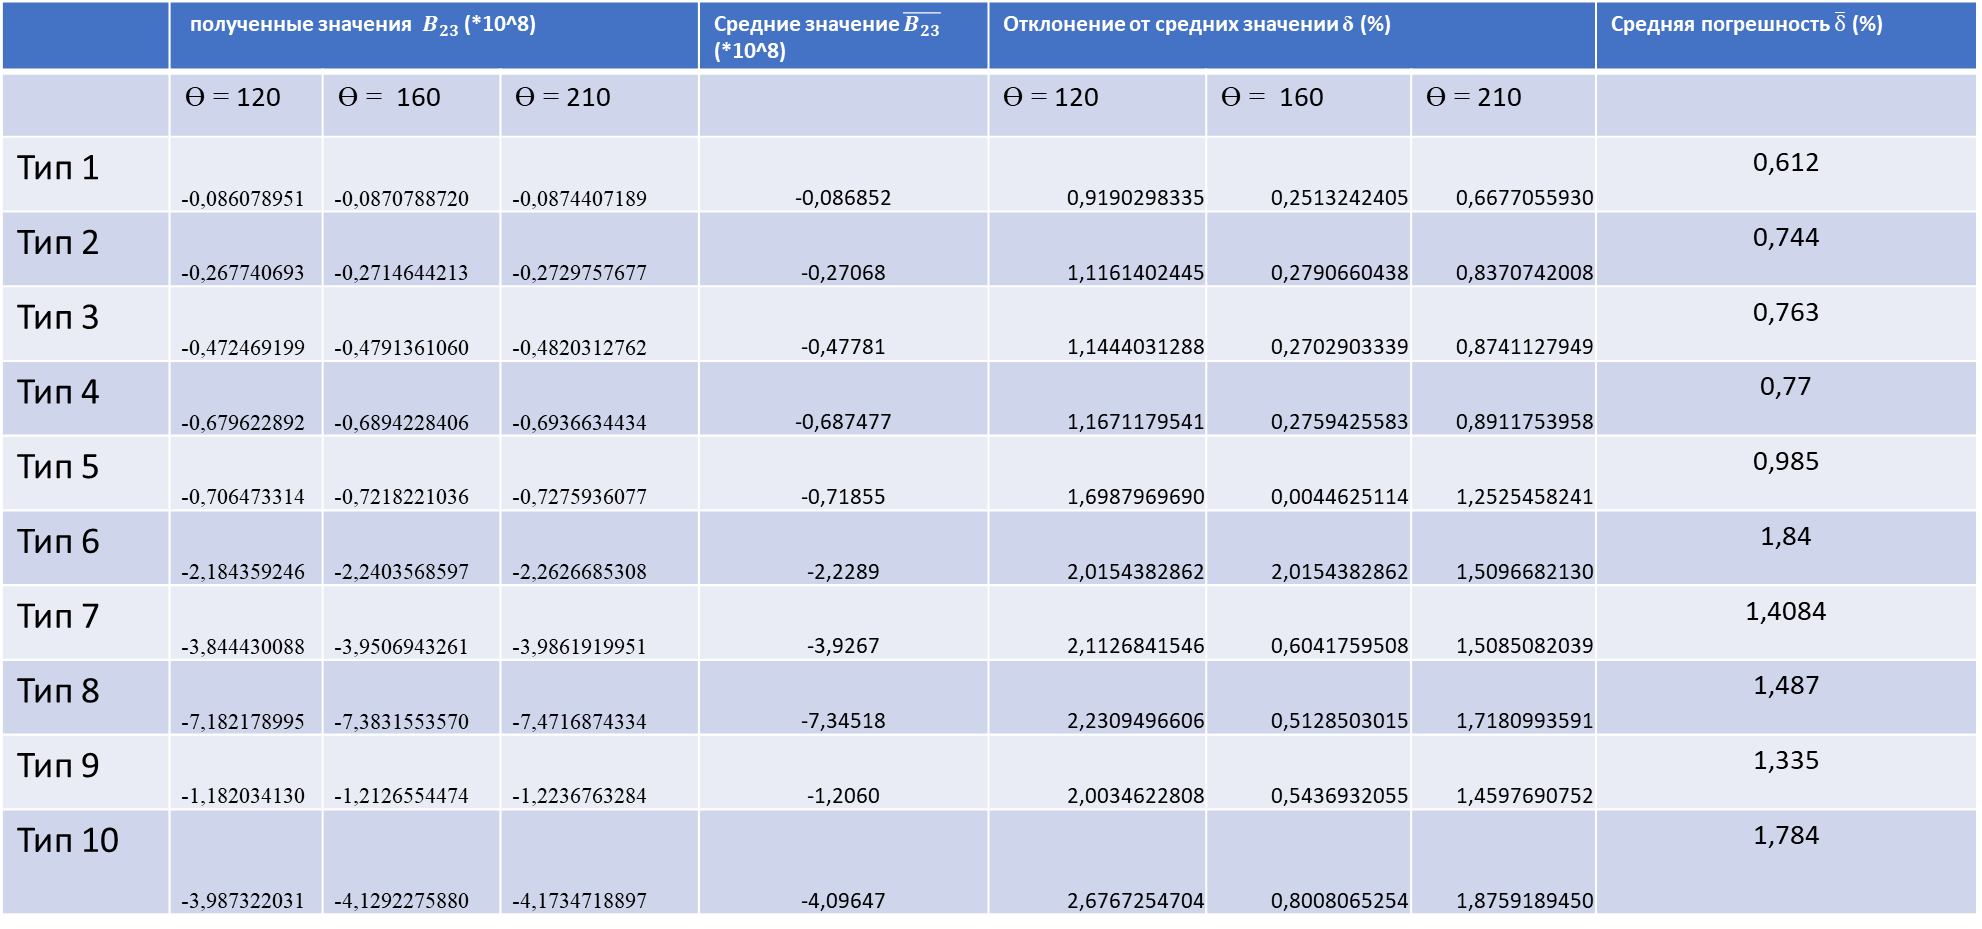 полученные значения B₂₃ (*10^8) Средние значение B̅₂̅₃̅ Отклонение от средних значении δ (%) Средняя погрешность δ̅ (%)
(*10^8)
Ө = 120 Ө = 160 Ө = 210 Ө = 120 Ө = 160 Ө = 210
Тип 1 -0,086078951 -0,0870788720 -0,0874407189 -0,086852 0,9190298335 0,2513242405 0,6677055930 0,612
Тип 2 -0,267740693 -0,2714644213 -0,2729757677 -0,27068 1,1161402445 0,2790660438 0,8370742008 0,744
Тип 3 -0,472469199 -0,4791361060 -0,4820312762 -0,47781 1,1444031288 0,2702903339 0,8741127949 0,763
Тип 4 -0,679622892 -0,6894228406 -0,6936634434 -0,687477 1,1671179541 0,2759425583 0,8911753958 0,77
Тип 5 -0,706473314 -0,7218221036 -0,7275936077 -0,71855 1,6987969690 0,0044625114 1,2525458241 0,985
Тип 6 -2,184359246 -2,2403568597 -2,2626685308 -2,2289 2,0154382862 2,0154382862 1,5096682130 1,84
Тип 7 -3,844430088 -3,9506943261 -3,9861919951 -3,9267 2,1126841546 0,6041759508 1,5085082039 1,4084
Тип 8 -7,182178995 -7,3831553570 -7,4716874334 -7,34518 2,2309496606 0,5128503015 1,7180993591 1,487
Тип 9 -1,182034130 -1,2126554474 -1,2236763284 -1,2060 2,0034622808 0,5436932055 1,4597690752 1,335
Тип 10 -3,987322031 -4,1292275880 -4,1734718897 -4,09647 2,6767254704 0,8008065254 1,8759189450 1,784